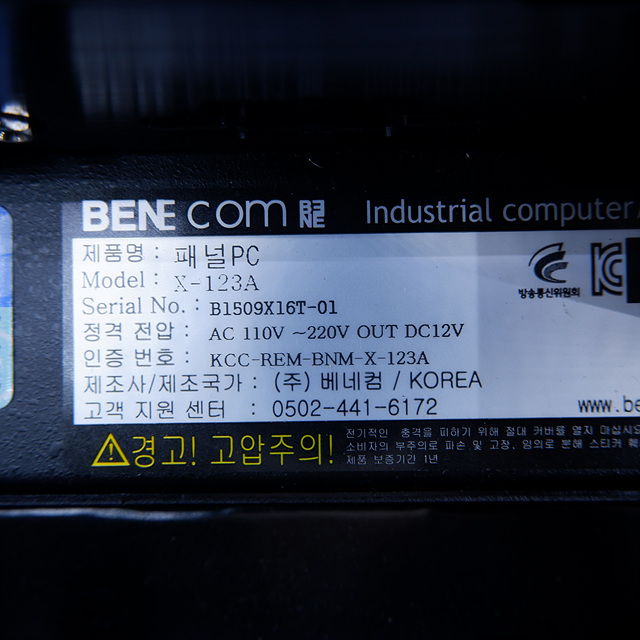 BENE COM 베네컴 Industrial computer
제품명 : 패널PC
Model : X-123A
Serial No. : B1509X16T-01
정격 전압 : AC 110V ~220V OUT DC12V
인증 번호 : KCC-REM-BNM-X-123A
제조사/제조국가 : (주) 베네컴 / KOREA
고객 지원 센터 : 0502-441-6172
방송통신위원회
www.be
경고! 고압주의!
전기적인 충격을 피하기 위해 절대 커버를 열지 마십시오
소비자의 부주의로 파손 및 고장, 임의로 분해 스티커
제품 보증기간 1년